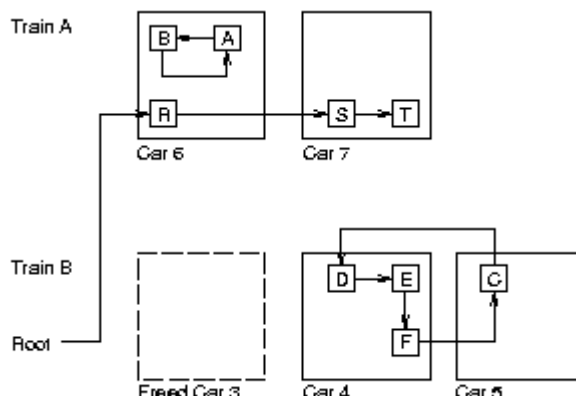 Train A
B A
R S T
Car 6 Car 7
Train B
D E C
Root
F
Freed Car 3 Car 4 Car 5